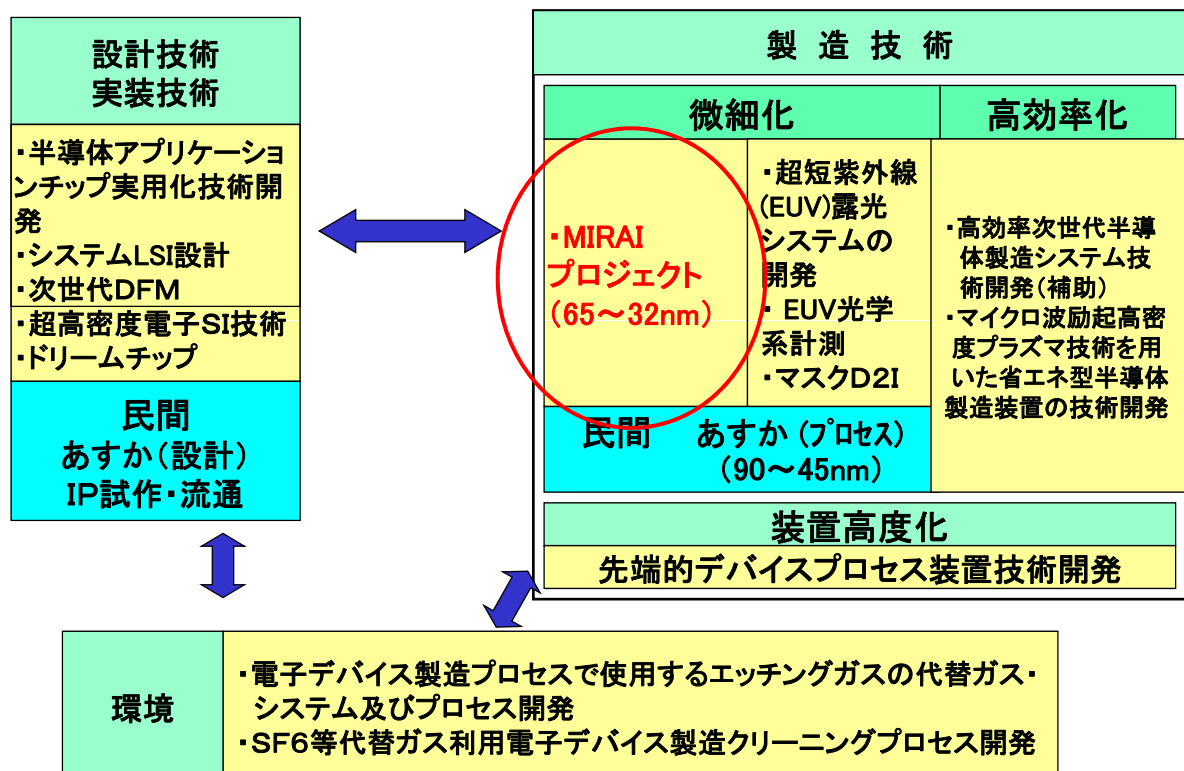 設計技術
実装技術
・半導体アプリケーショ
ンチップ実用化技術開
発
・システムLSI設計
・次世代DFM
・超高密度電子SI技術
・ドリームチップ
民間
あすか（設計）
IP試作・流通
製 造 技 術
微細化
高効率化
・MIRAI
プロジェクト
（65～32nm）
・超短紫外線
(EUV)露光
システムの
開発
・ EUV光学
系計測
・マスクD2I
・高効率次世代半導
体製造システム技
術開発（補助）
・マイクロ波励起高密
度プラズマ技術を用
いた省エネ型半導体
製造装置の技術開発
民間 あすか (プロセス)
（90～45nm）
装置高度化
先端的デバイスプロセス装置技術開発
環境
・電子デバイス製造プロセスで使用するエッチングガスの代替ガス・
システム及びプロセス開発
・SF6等代替ガス利用電子デバイス製造クリーニングプロセス開発